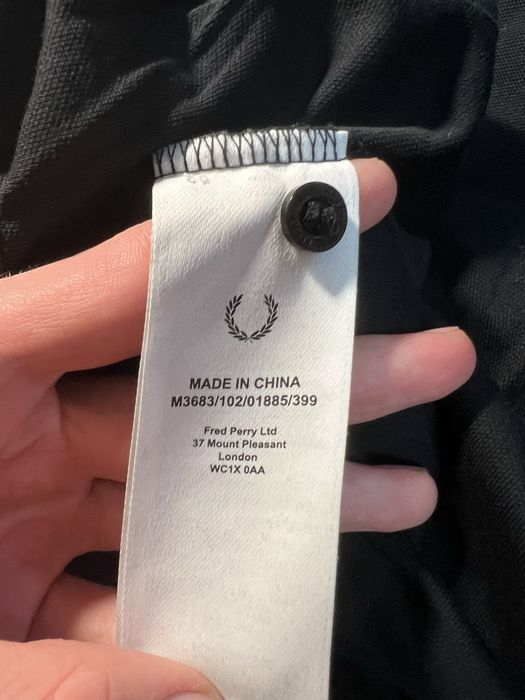 MADE IN CHINA
M3683/102/01885/399
Fred Perry Ltd
37 Mount Pleasant
London
WC1X 0AA